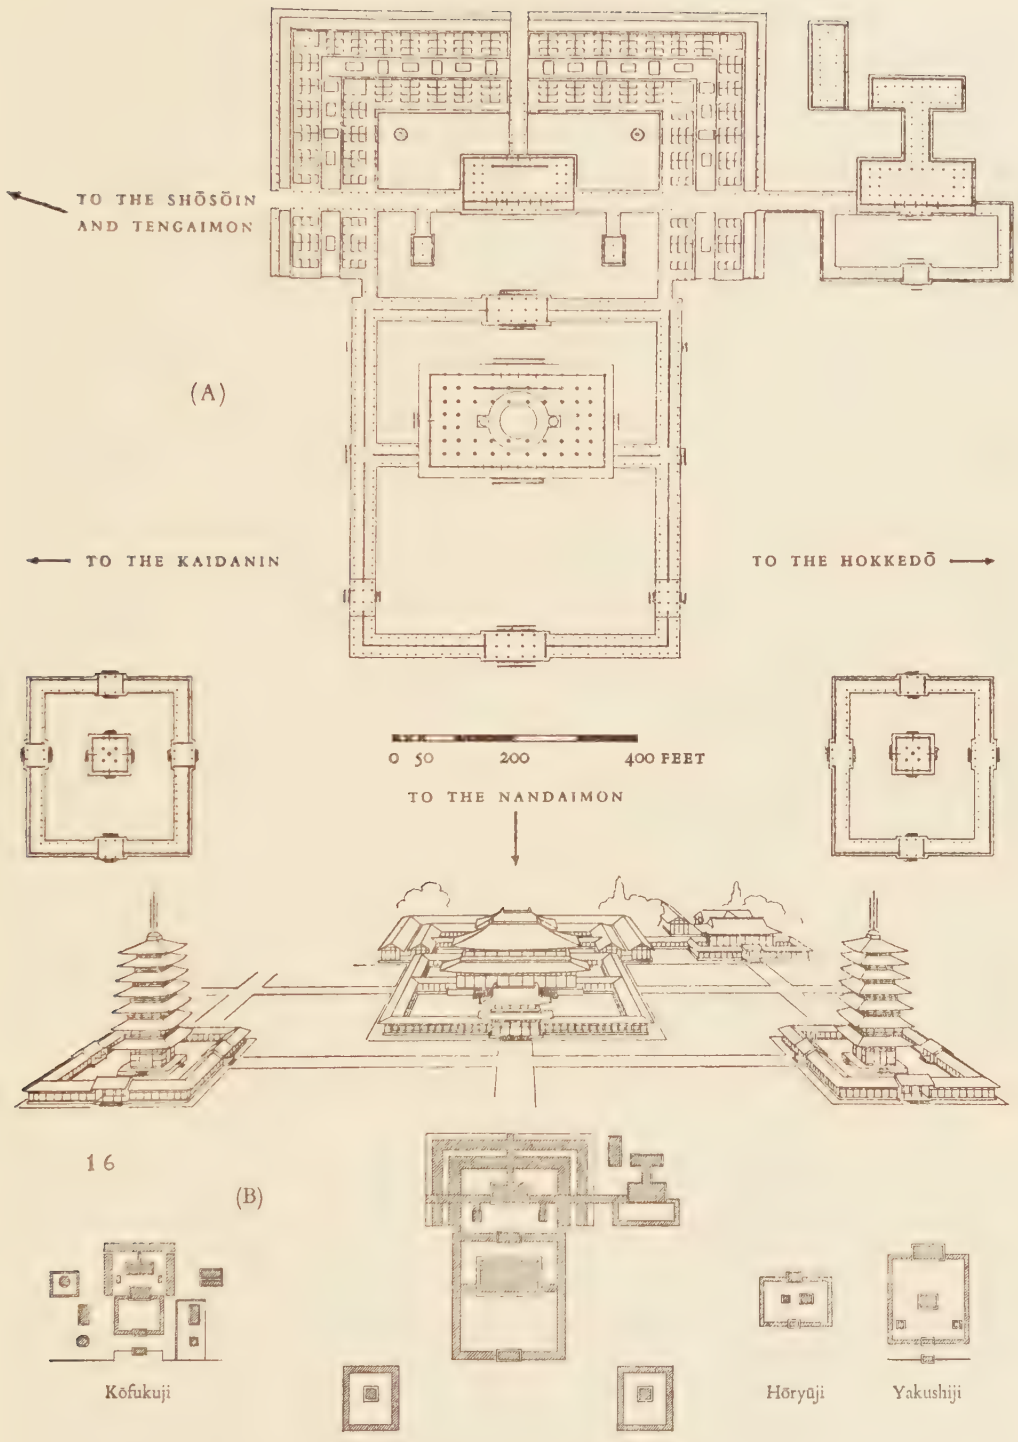 TO THE SHŌSŌIN
AND TENGAIMON
(A)
TO THE KAIDANIN
TO THE HOKKEDŌ
0 50 200 400 FEET
TO THE NANDAIMON
16
(B)
Kōfukuji
Hōryūji
Yakushiji